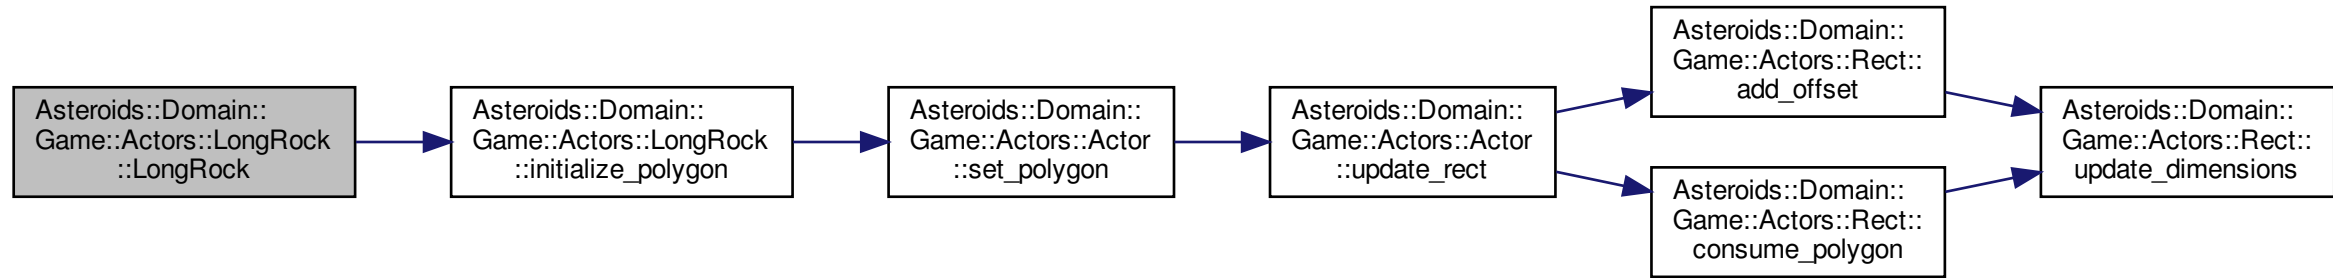 Asteroids::Domain::
Game::Actors::LongRock
::LongRock
Asteroids::Domain::
Game::Actors::LongRock
::initialize_polygon
Asteroids::Domain::
Game::Actors::Actor
::set_polygon
Asteroids::Domain::
Game::Actors::Actor
::update_rect
Asteroids::Domain::
Game::Actors::Rect::
add_offset
Asteroids::Domain::
Game::Actors::Rect::
consume_polygon
Asteroids::Domain::
Game::Actors::Rect::
update_dimensions